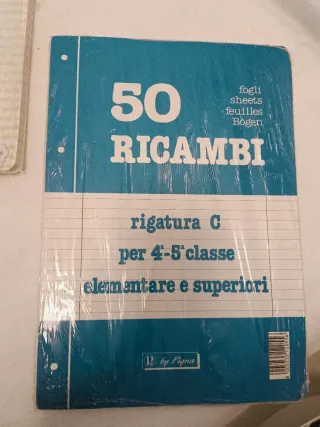 50
fogli
sheets
feuilles
Bögen
RICAMBI
rigatura C
per 4ª-5ª classe
elementare e superiori
by Pigna